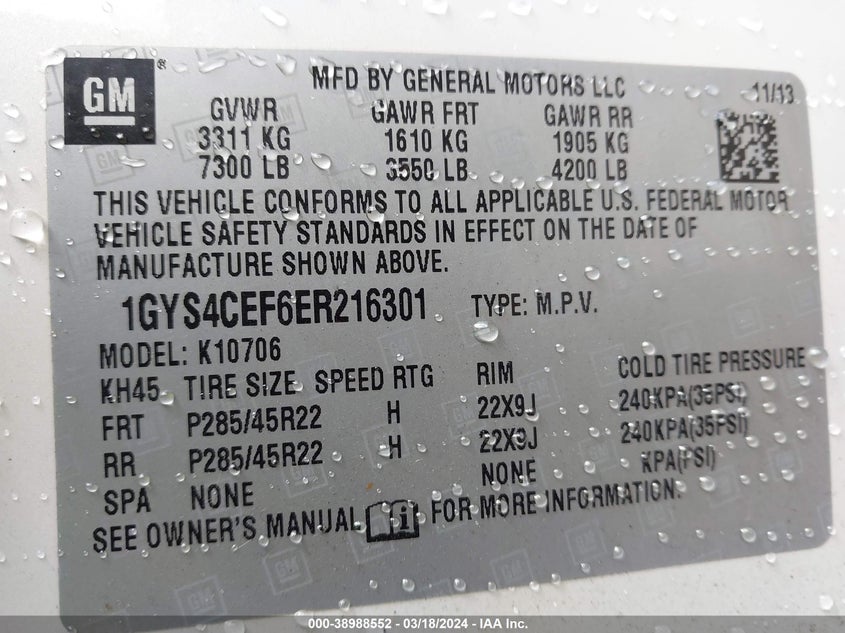 GM ®
MFD BY GENERAL MOTORS LLC 11/13
GVWR GAWR FRT GAWR RR
3311 KG 1610 KG 1905 KG
7300 LB 3550 LB 4200 LB
THIS VEHICLE CONFORMS TO ALL APPLICABLE U.S. FEDERAL MOTOR
VEHICLE SAFETY STANDARDS IN EFFECT ON THE DATE OF
MANUFACTURE SHOWN ABOVE.
1GYS4CEF6ER216301 TYPE: M.P.V.
MODEL: K10706
KH45 TIRE SIZE SPEED RTG RIM COLD TIRE PRESSURE
FRT P285/45R22 H 22X9J 240KPA(35PSI)
RR P285/45R22 H 22X9J 240KPA(35PSI)
SPA NONE NONE KPA(PSI)
SEE OWNER'S MANUAL FOR MORE INFORMATION.
000-38988552 — 03/18/2024 — IAA Inc.